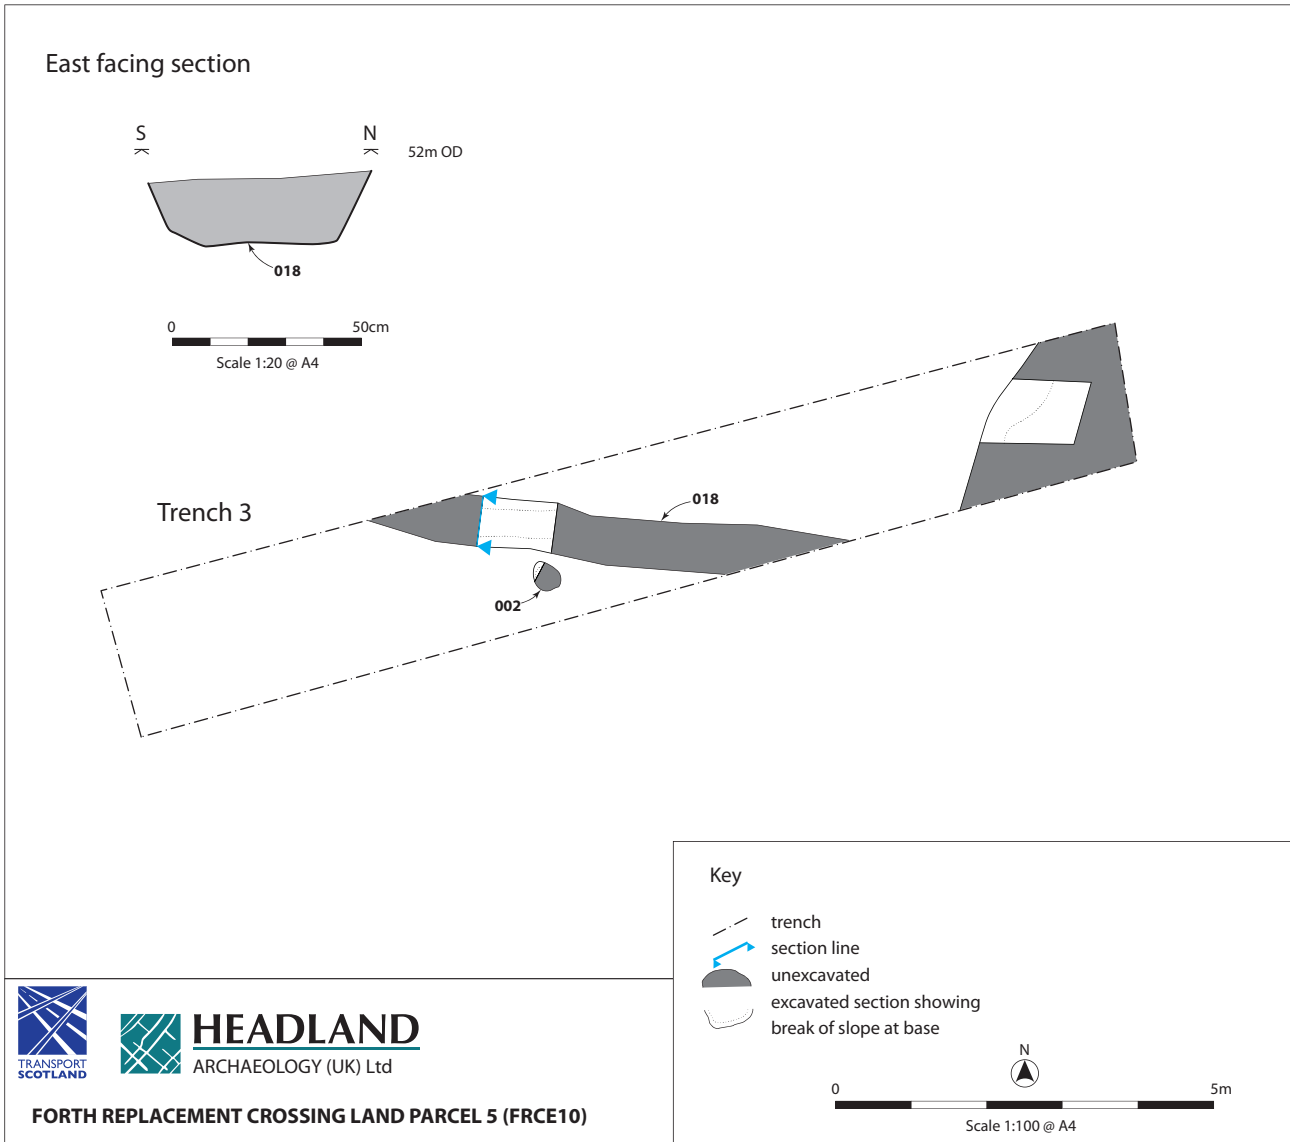 East facing section
S N
52m OD
018
0 50cm
Scale 1:20 @ A4
Trench 3
018
002
Key
trench
section line
unexcavated
excavated section showing
break of slope at base
N
0 5m
Scale 1:100 @ A4
TRANSPORT
SCOTLAND
HEADLAND
ARCHAEOLOGY (UK) Ltd
FORTH REPLACEMENT CROSSING LAND PARCEL 5 (FRCE10)